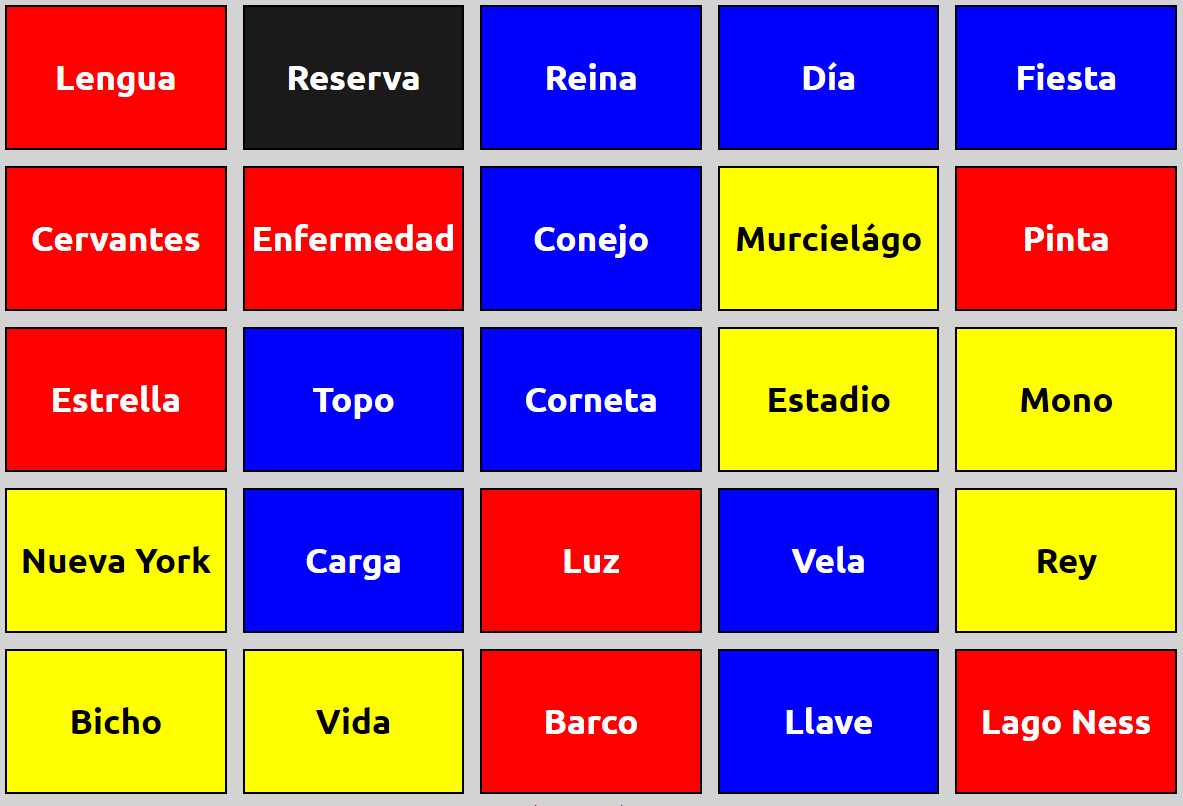 Lengua Reserva Reina Día Fiesta
Cervantes Enfermedad Conejo Murcielágo Pinta
Estrella Topo Corneta Estadio Mono
Nueva York Carga Luz Vela Rey
Bicho Vida Barco Llave Lago Ness